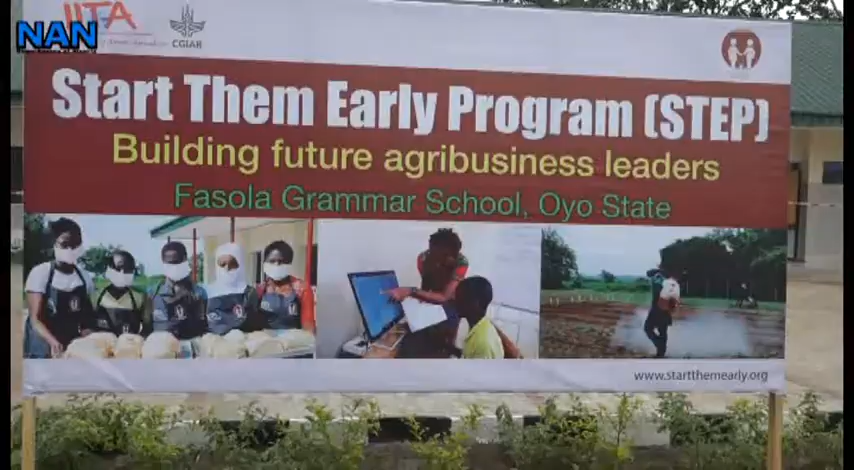 IITA
NAN
CGIAR
Start Them Early Program (STEP)
Building future agribusiness leaders
Fasola Grammar School, Oyo State
www.startthemearly.org